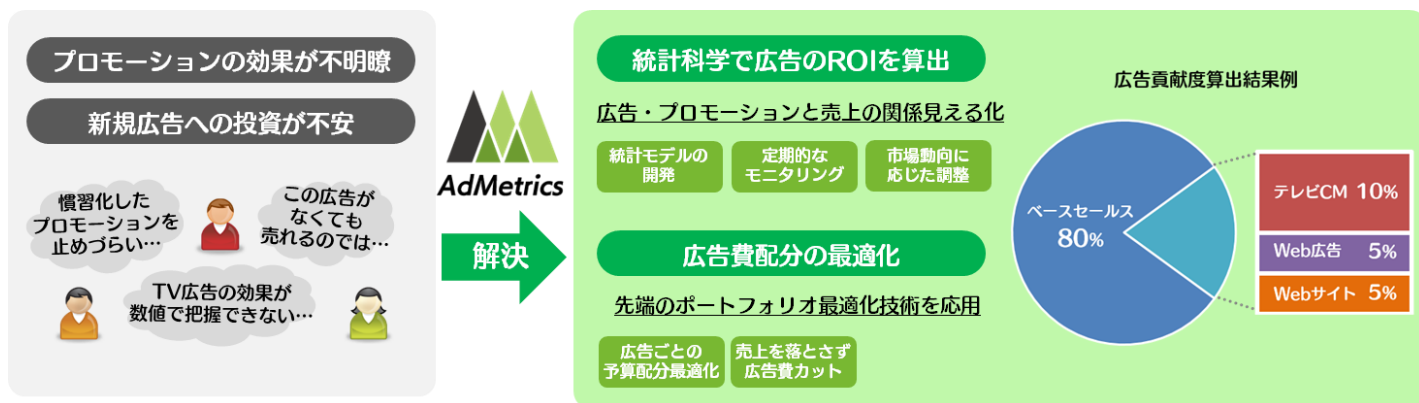 プロモーションの効果が不明瞭
新規広告への投資が不安
慣習化した
プロモーションを
止めづらい…
この広告が
なくても
売れるのでは…
TV広告の効果が
数値で把握できない…
AdMetrics
解決
統計科学で広告のROIを算出
広告・プロモーションと売上の関係見える化
統計モデルの
開発
定期的な
モニタリング
市場動向に
応じた調整
広告費配分の最適化
先端のポートフォリオ最適化技術を応用
広告ごとの
予算配分最適化
売上を落とさず
広告費カット
広告貢献度算出結果例
ベースセールス
80%
テレビCM 10%
Web広告 5%
Webサイト 5%